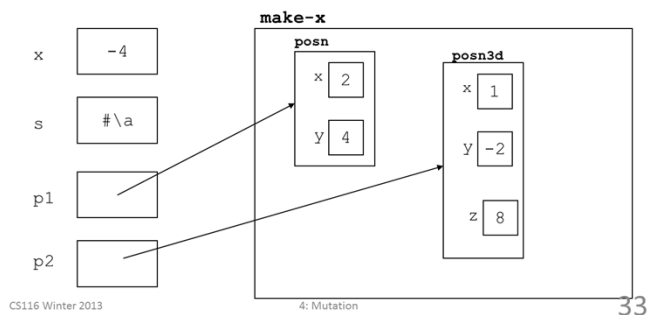 make-x
posn
posn3d
x -4
x 2
x 1
s #\a
y 4
y -2
p1
z 8
p2
CS116 Winter 2013
4: Mutation
33